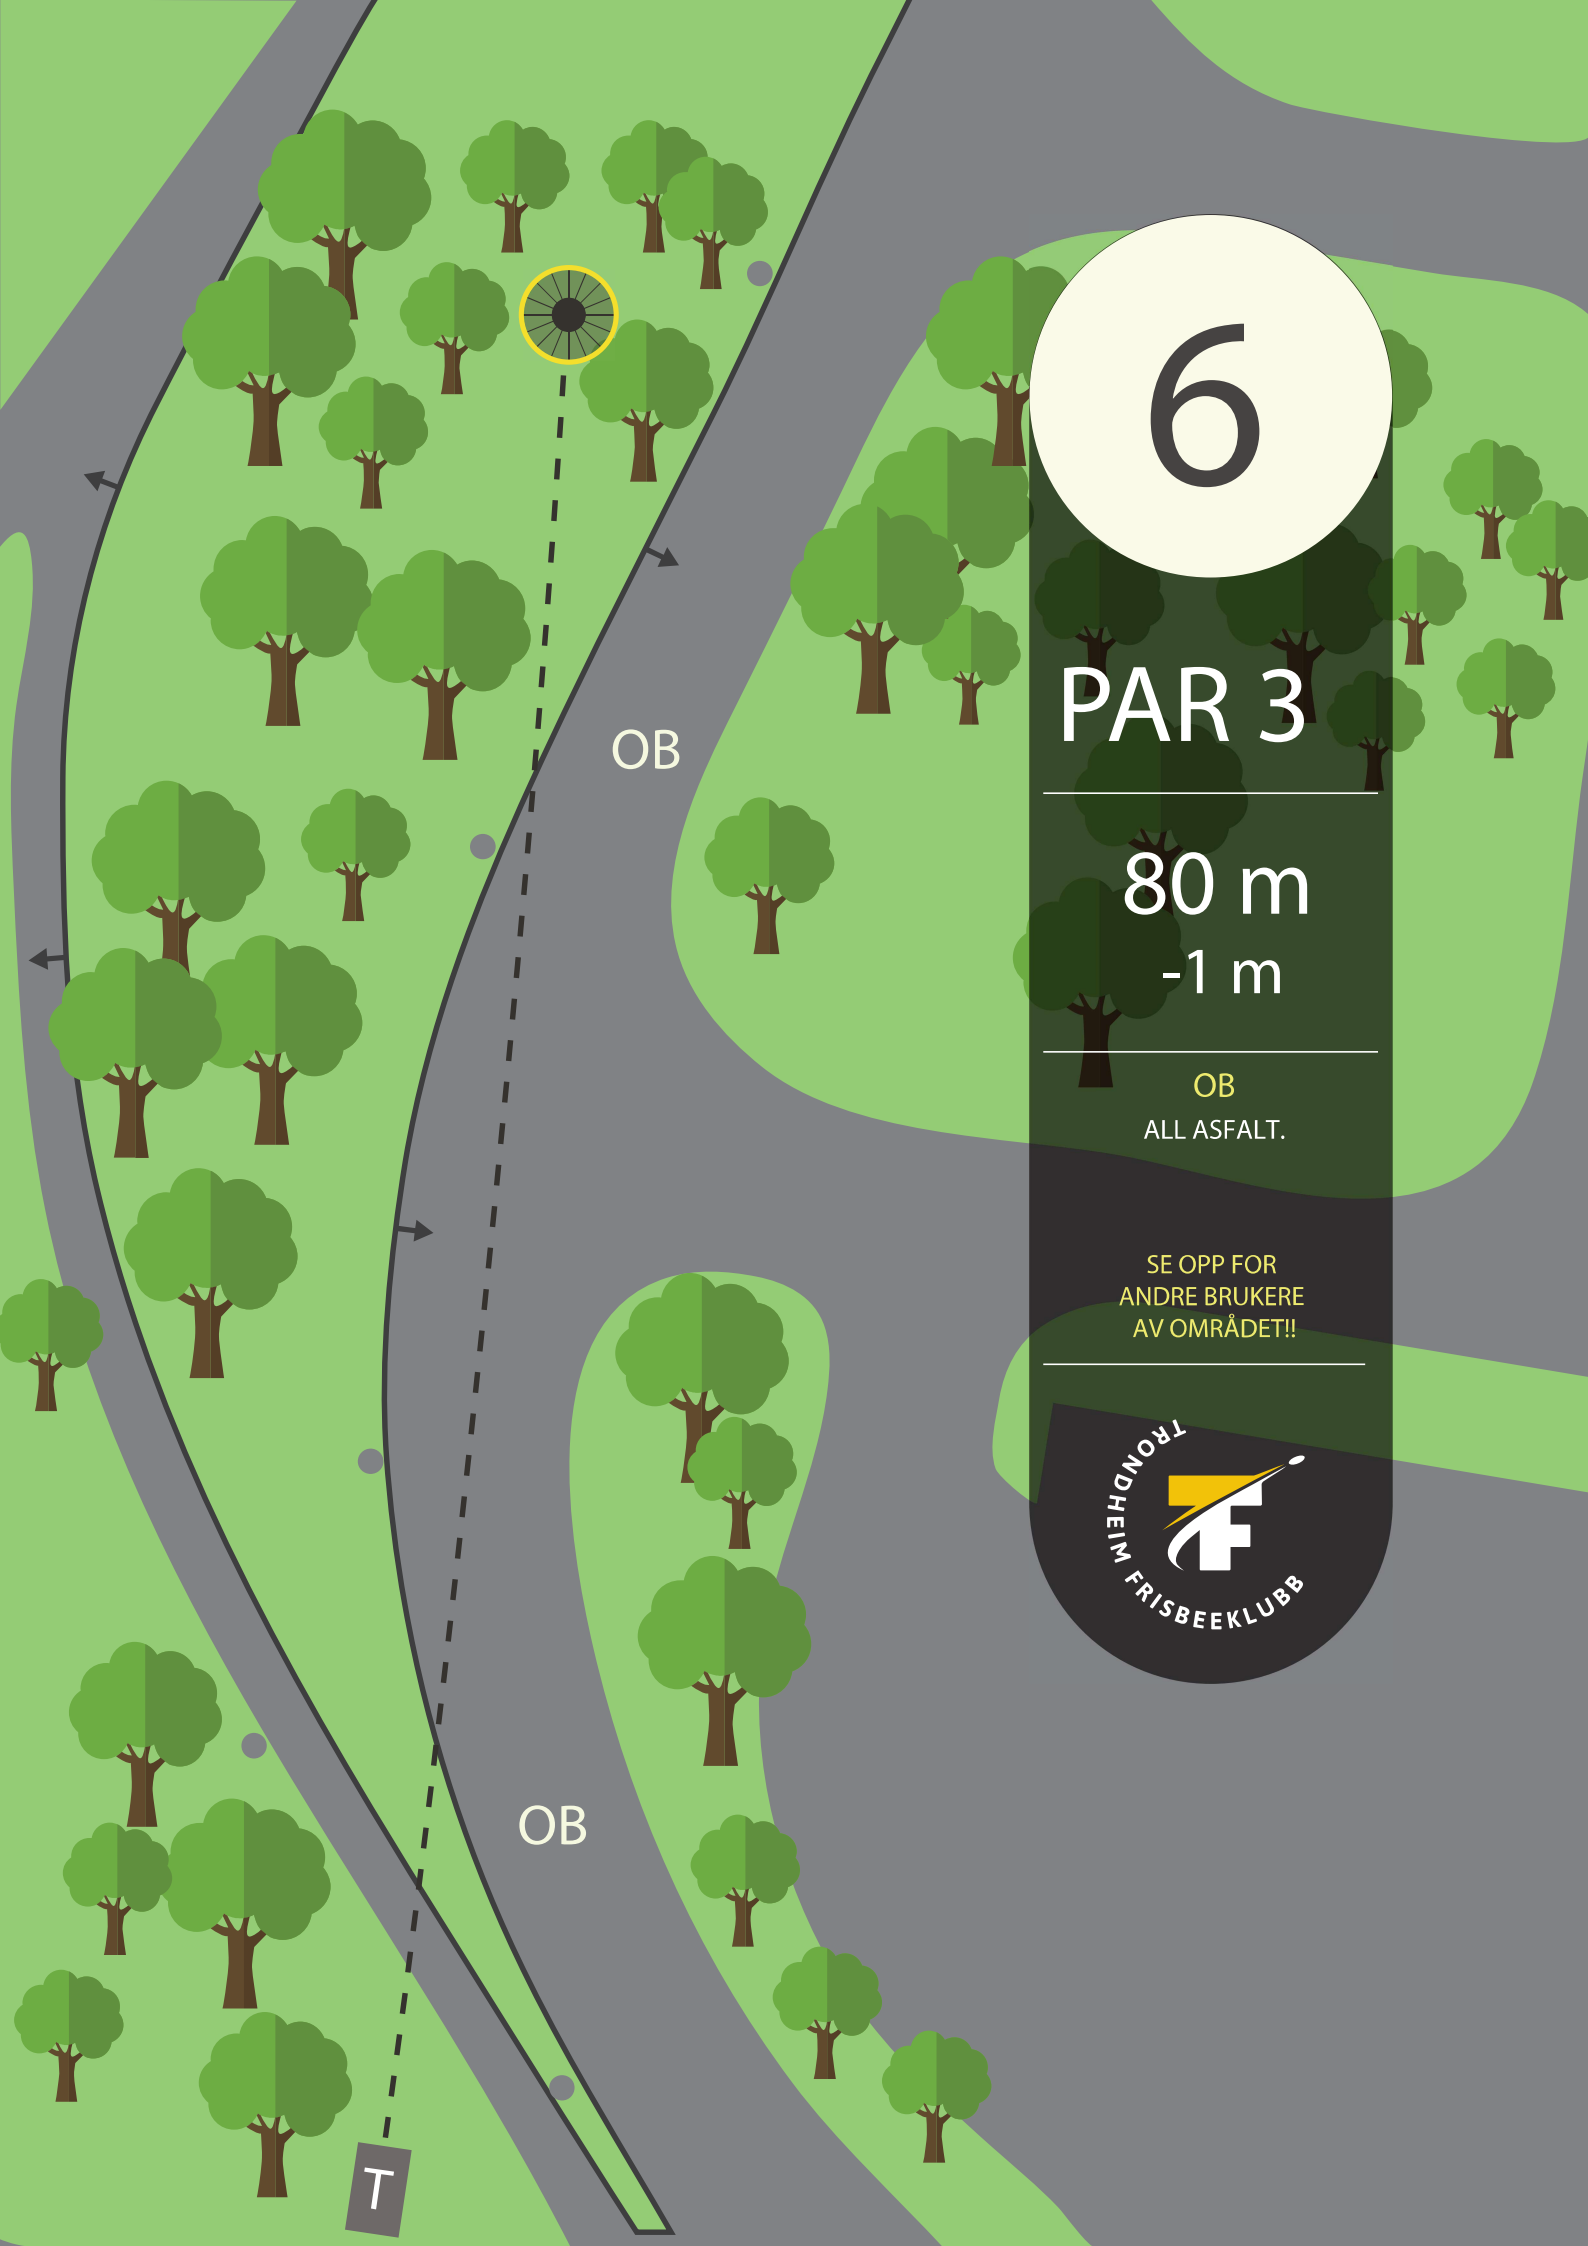 6
PAR 3
OB
80 m
-1 m
OB
ALL ASFALT.
SE OPP FOR
ANDRE BRUKERE
AV OMRÅDET!!
TRONDHEIM FRISBEEKLUBB
TF
OB
T